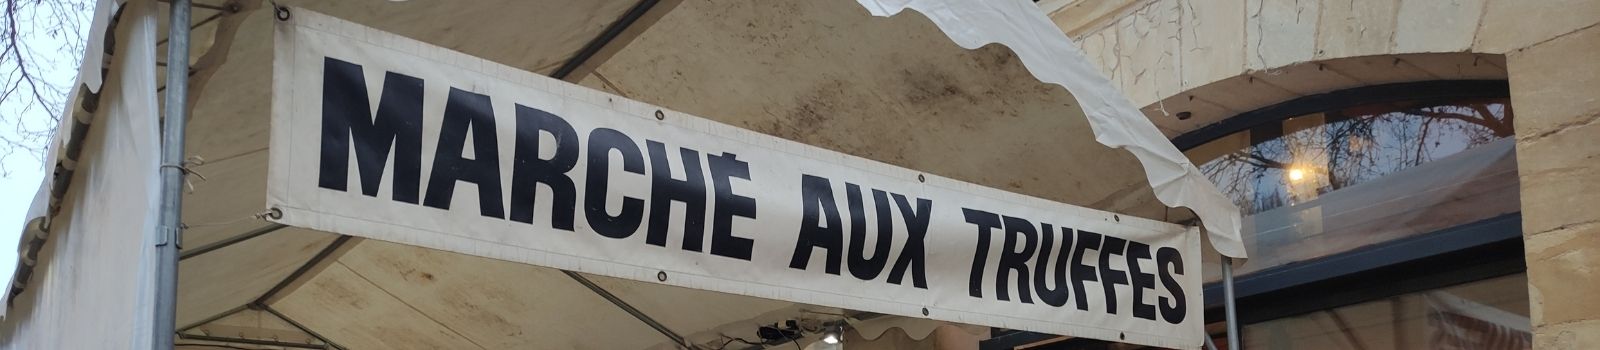 MARCHÉ AUX TRUFFES